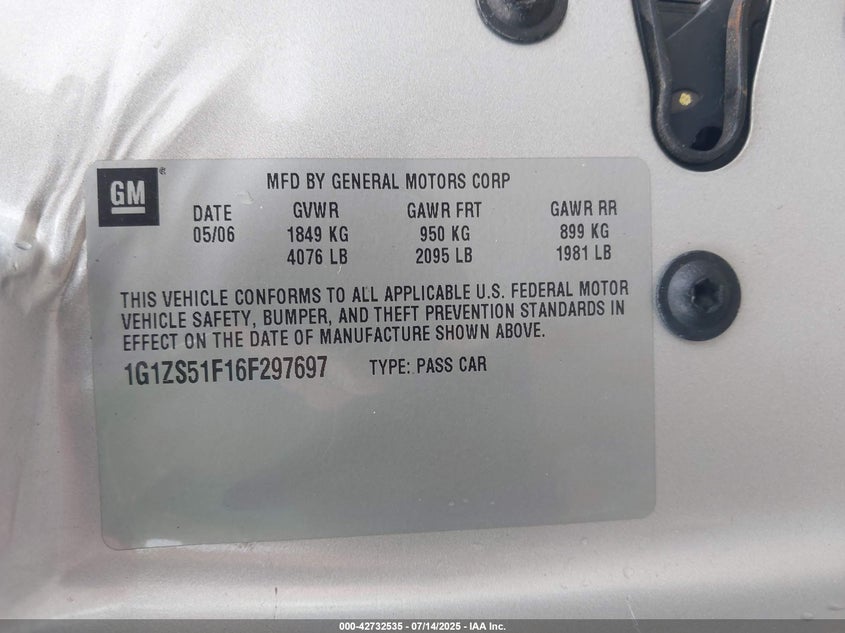 GM
MFD BY GENERAL MOTORS CORP
DATE GVWR GAWR FRT GAWR RR
05/06 1849 KG 950 KG 899 KG
4076 LB 2095 LB 1981 LB
THIS VEHICLE CONFORMS TO ALL APPLICABLE U.S. FEDERAL MOTOR
VEHICLE SAFETY, BUMPER, AND THEFT PREVENTION STANDARDS IN
EFFECT ON THE DATE OF MANUFACTURE SHOWN ABOVE.
1G1ZS51F16F297697 TYPE: PASS CAR
000-42732535 - 07/14/2025 - IAA Inc.